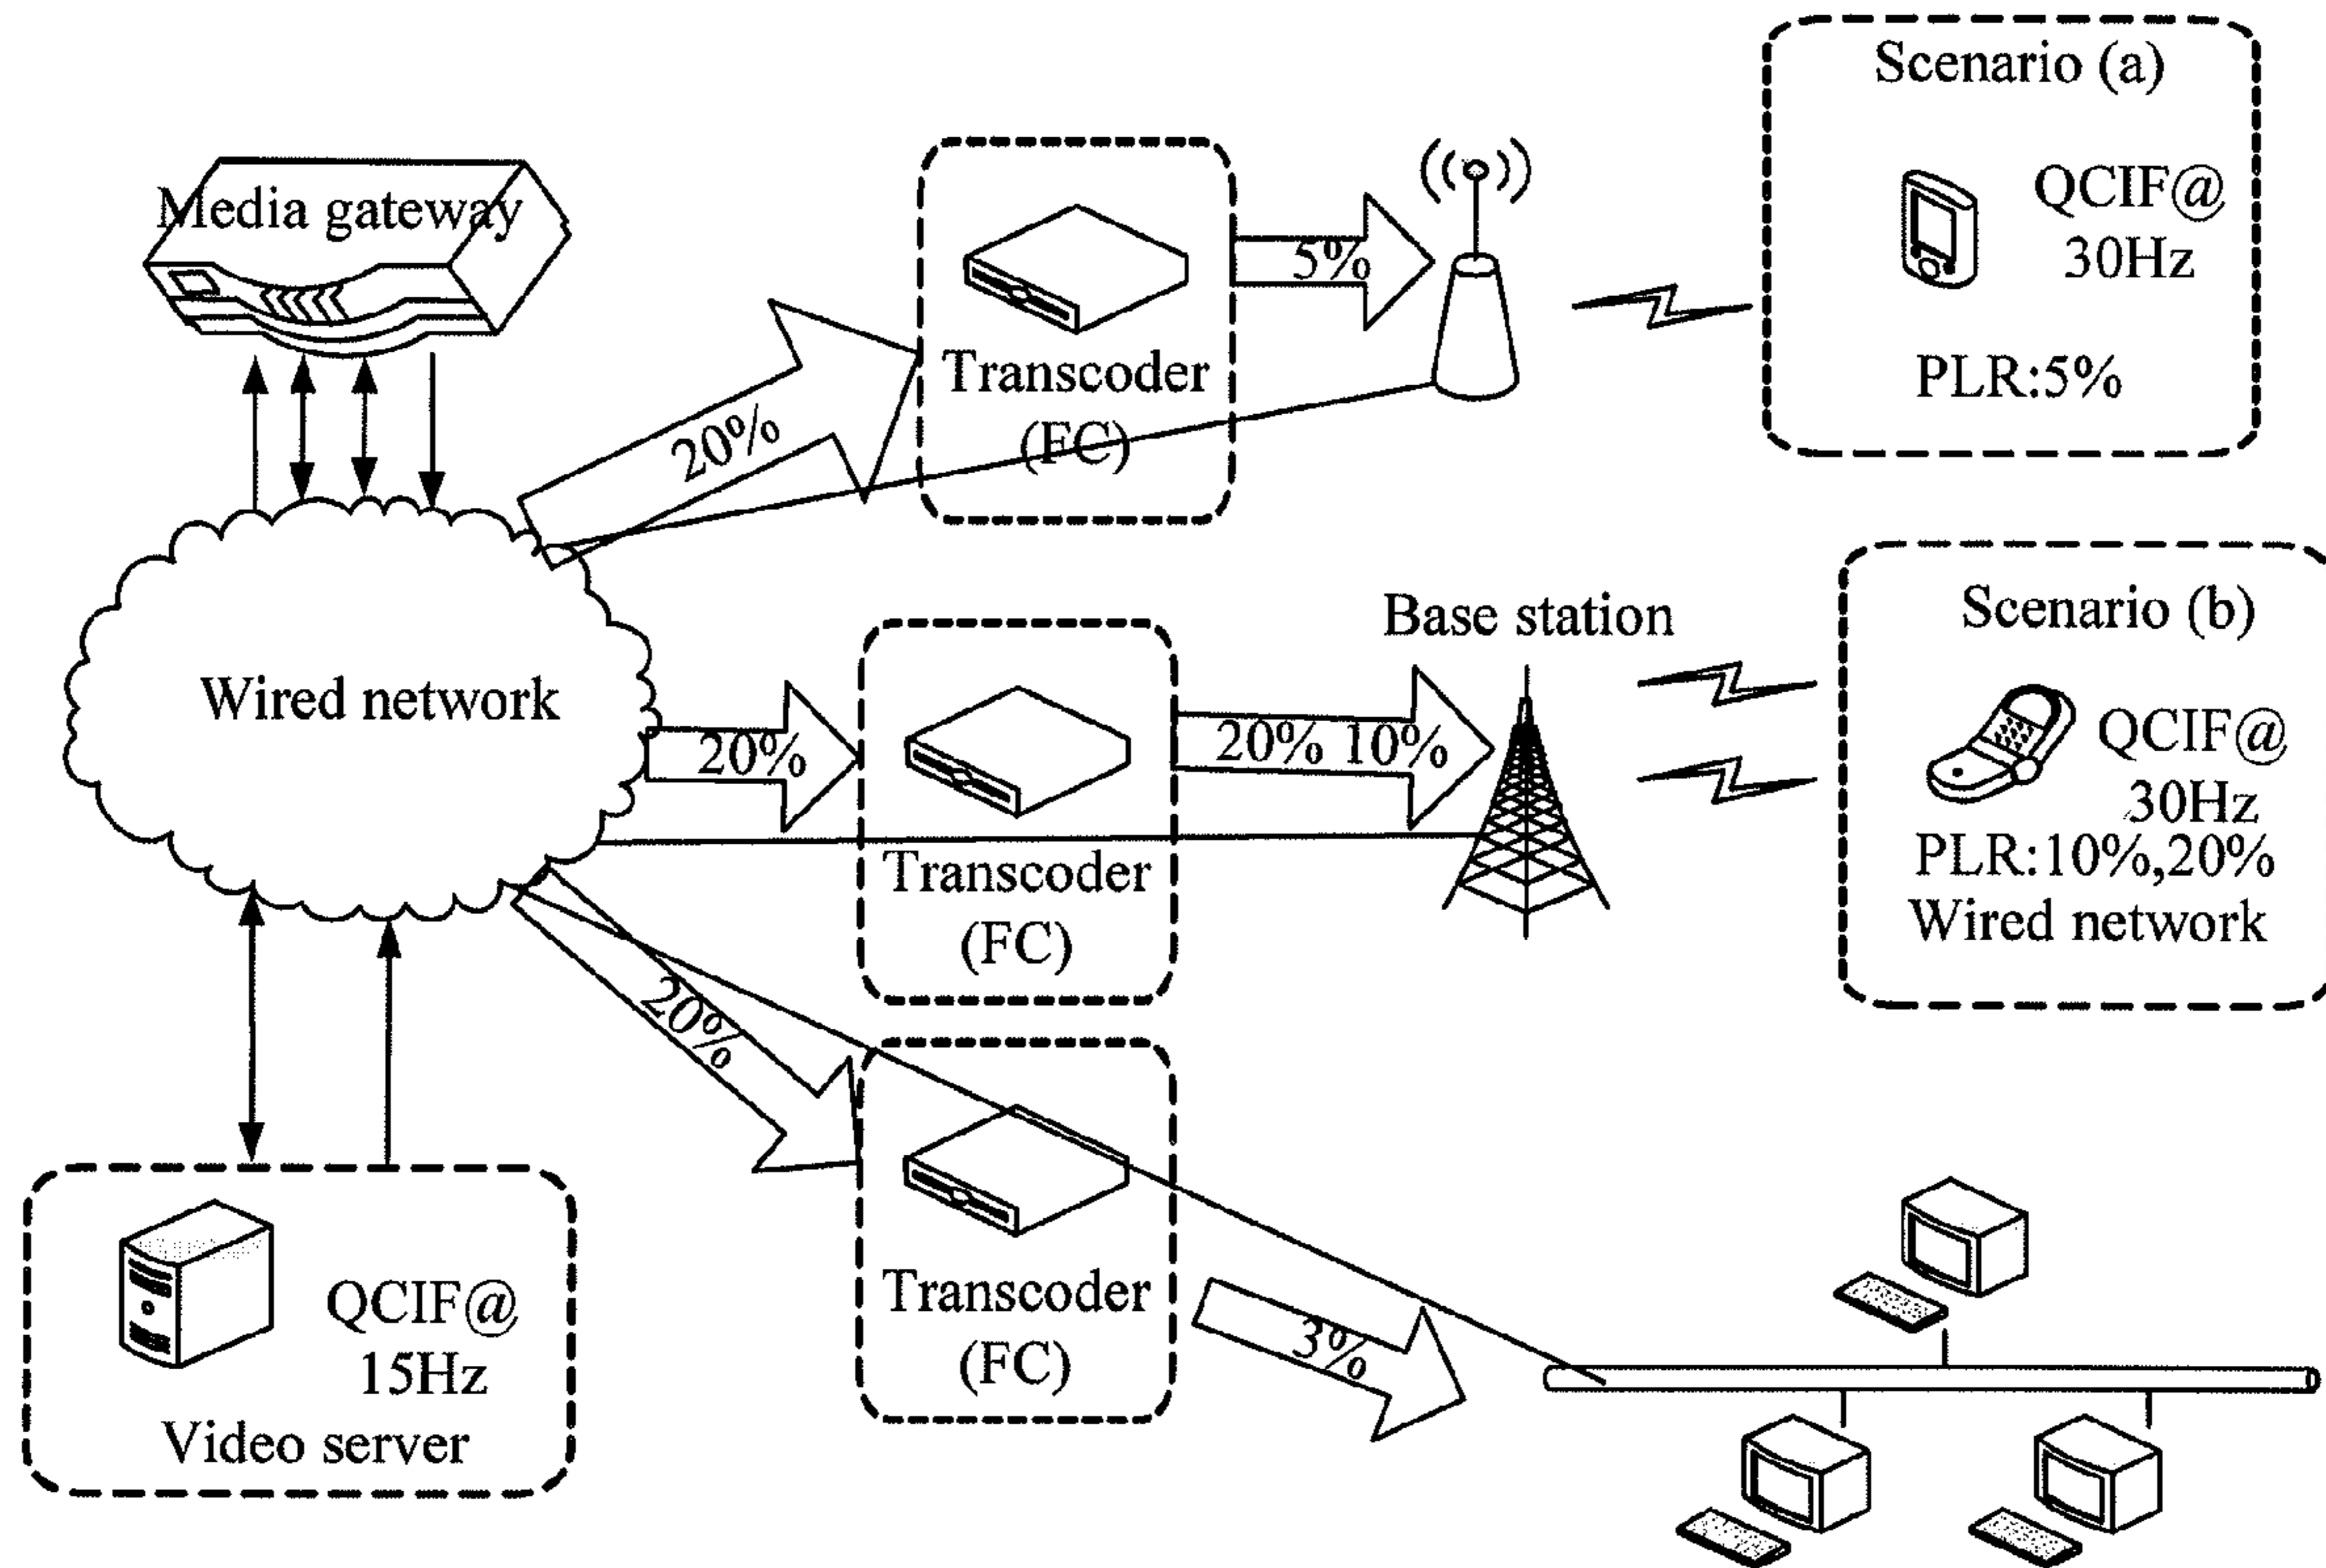 Scenario (a)
Media gateway
QCIF@
30Hz
5%
PLR:5%
Transcoder
(FC)
20%
Base station
Scenario (b)
Wired network
20%
20% 10%
QCIF@
30Hz
PLR:10%,20%
Wired network
Transcoder
(FC)
20%
QCIF@
15Hz
Video server
Transcoder
(FC)
3%